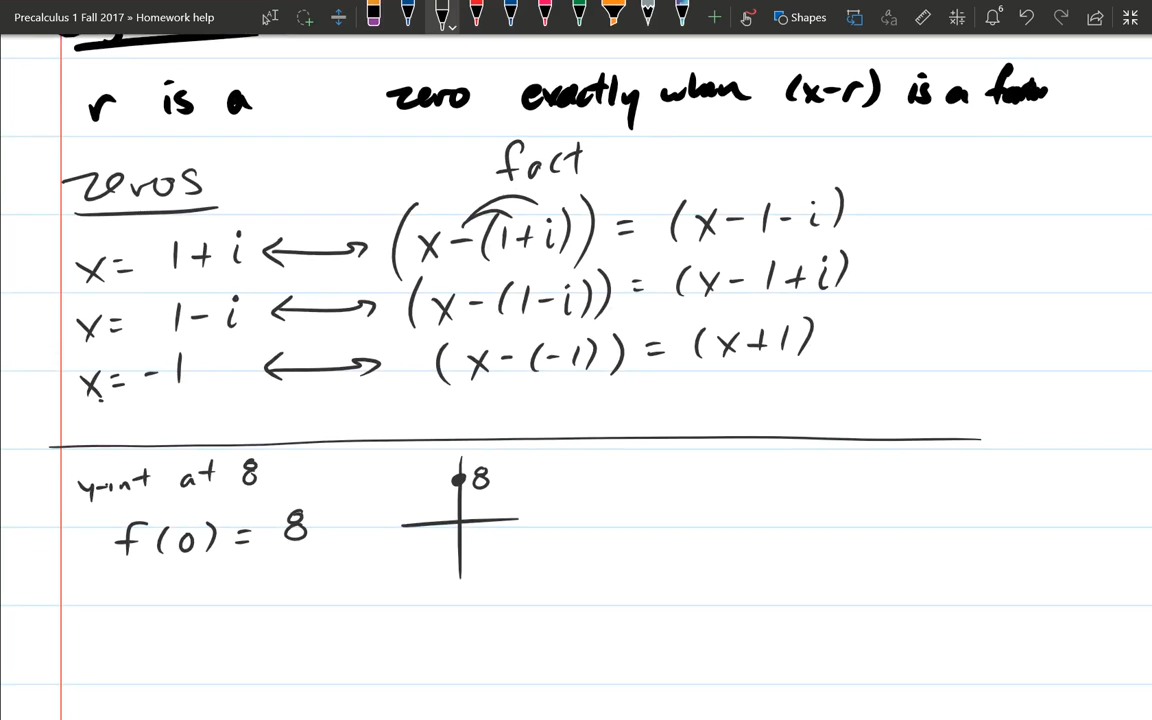 Precalculus 1 Fall 2017 » Homework help
Shapes
6
r is a zero exactly when (x-r) is a
zeros fact
x= 1+i ⟷ (x-(1+i)) = (x-1-i)
x= 1-i ⟷ (x-(1-i)) = (x-1+i)
x= -1 ⟷ (x-(-1)) = (x+1)
y-int at 8
8
f(0) = 8